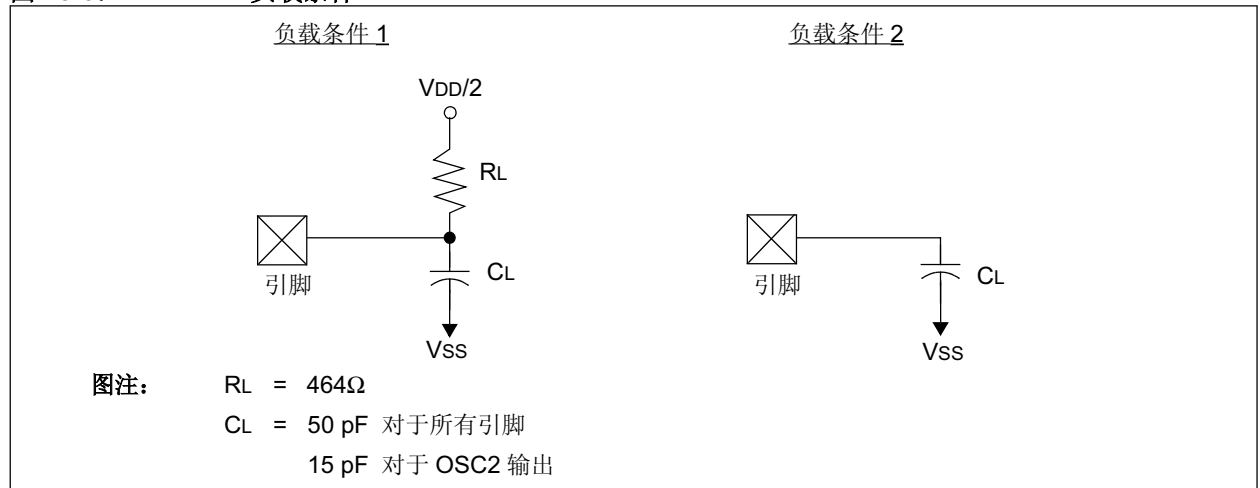 负载条件 1
负载条件 2
VDD/2
RL
引脚
CL
VSS
引脚
CL
VSS
图注：
RL = 464Ω
CL = 50 pF 对于所有引脚
15 pF 对于 OSC2 输出